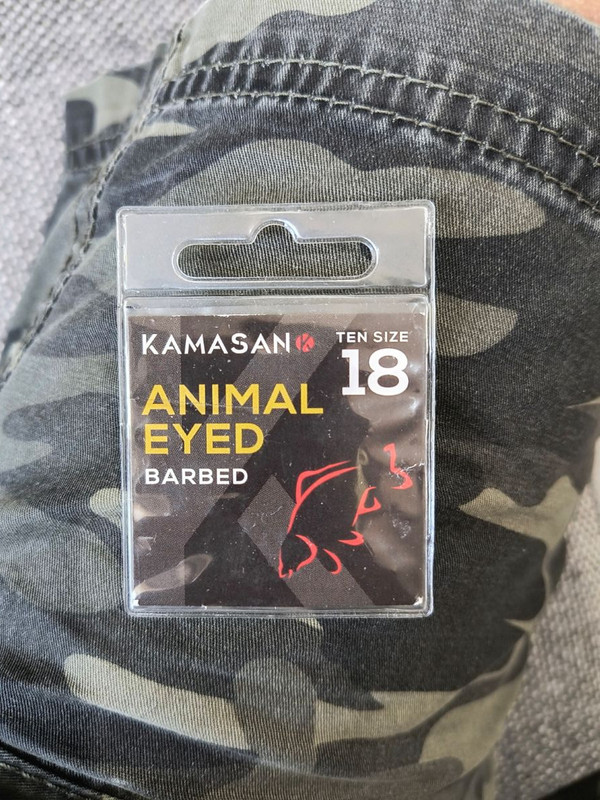 KAMASAN
TEN SIZE
18
ANIMAL
EYED
BARBED